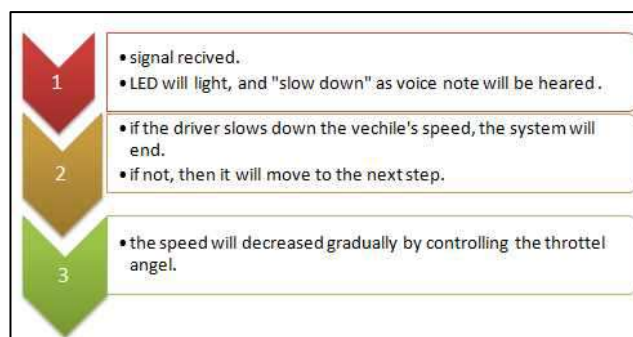 1
• signal recived.
• LED will light, and "slow down" as voice note will be heared .
2
• if the driver slows down the vechile's speed, the system will
end.
• if not, then it will move to the next step.
3
• the speed will decreased gradually by controlling the throttel
angel.